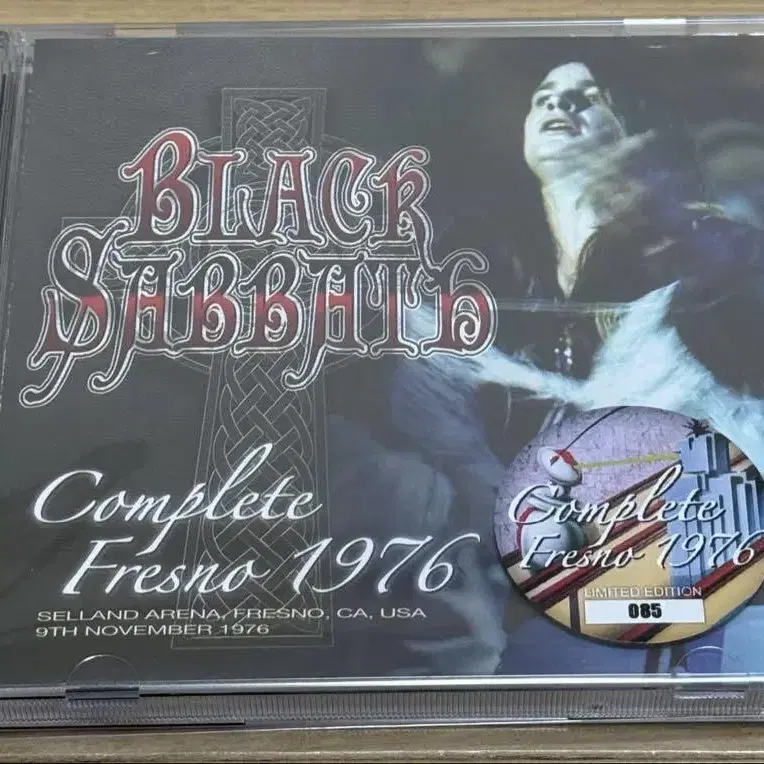 BLACK
SABBATH
Complete
Fresno 1976
SELLAND ARENA, FRESNO, CA, USA
9TH NOVEMBER 1976
Complete
Fresno 1976
LIMITED EDITION
085